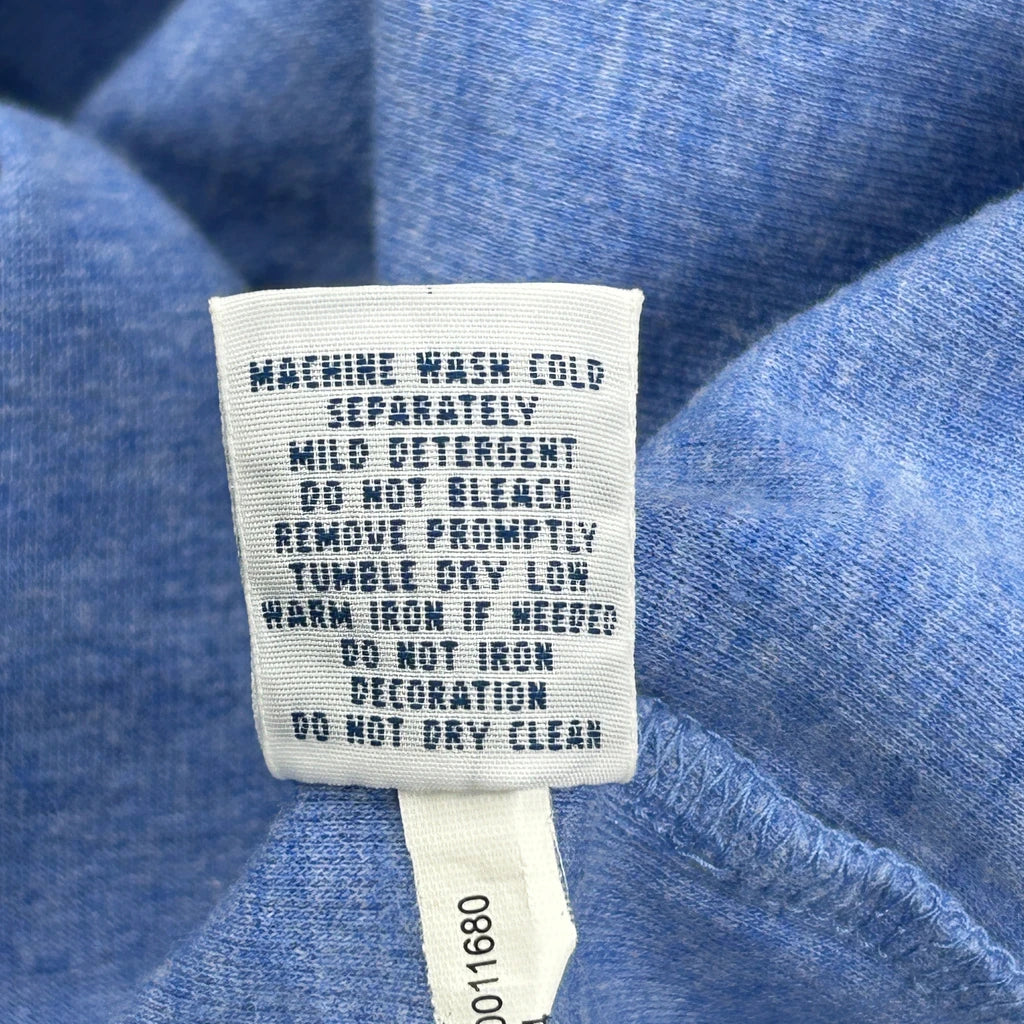 MACHINE WASH COLD
SEPARATELY
MILD DETERGENT
DO NOT BLEACH
REMOVE PROMPTLY
TUMBLE DRY LOW
WARM IRON IF NEEDED
DO NOT IRON
DECORATION
DO NOT DRY CLEAN
0011680